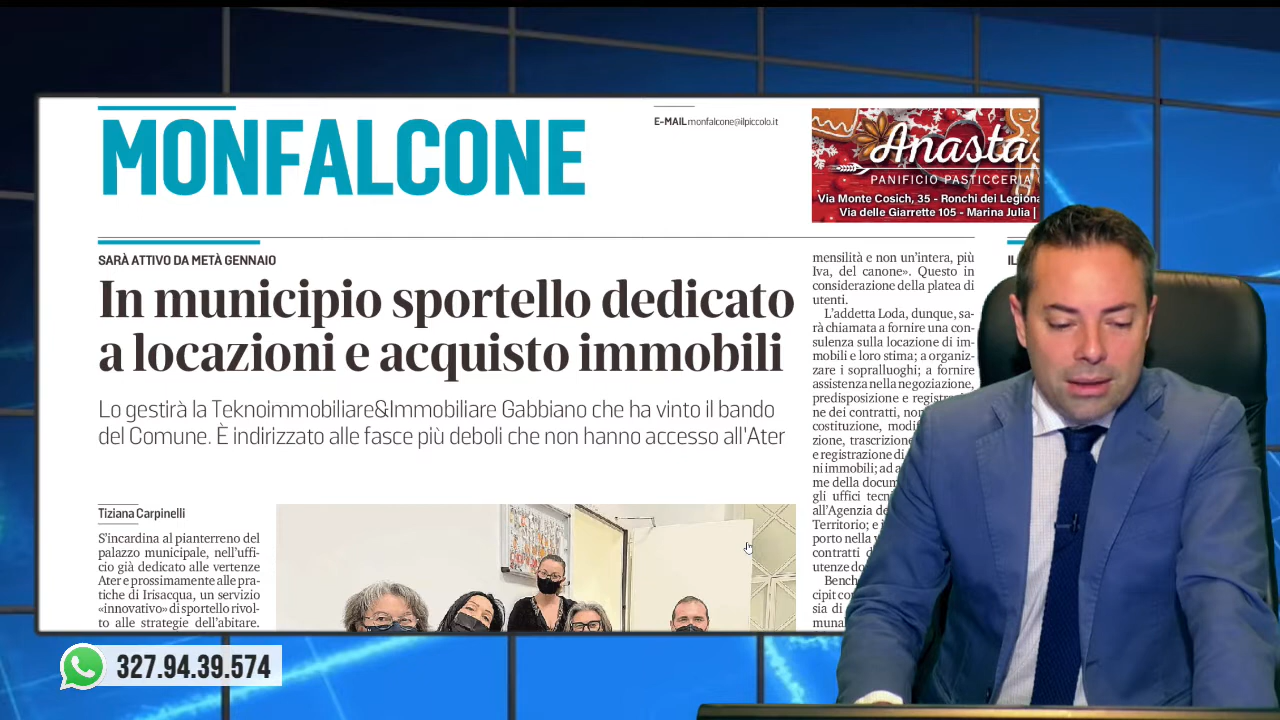 MONFALCONE
E-MAIL monfalcone@ilpiccolo.it
Anasta
PANIFICIO PASTICCERIA
Via Monte Cosich, 35 - Ronchi dei Legiona
Via delle Giarrette 105 - Marina Julia |
SARÀ ATTIVO DA METÀ GENNAIO
In municipio sportello dedicato
a locazioni e acquisto immobili
Lo gestirà la Teknoimmobiliare&Immobiliare Gabbiano che ha vinto il bando
del Comune. È indirizzato alle fasce più deboli che non hanno accesso all'Ater
Tiziana Carpinelli
S'incardina al pianterreno del
palazzo municipale, nell'uffi-
cio già dedicato alle vertenze
Ater e prossimamente alle pra-
tiche di Irisacqua, un servizio
«innovativo» di sportello rivol-
to alle strategie dell'abitare.
mensilità e non un'intera, più
Iva, del canone». Questo in
considerazione della platea di
utenti.
L'addetta Loda, dunque, sa-
rà chiamata a fornire una con-
sulenza sulla locazione di im-
mobili e loro stima; a organiz-
zare i sopralluoghi; a fornire
assistenza nella negoziazione,
predisposizione e registra
ne dei contratti, non
costituzione, modif
zione, trascrizione
e registrazione di
ni immobili; ad a
me della docum
gli uffici tecn
all'Agenzia de
Territorio; e i
porto nella
contratti d
utenze do
Bench
cipit co
sia di
muna
IL
327.94.39.574